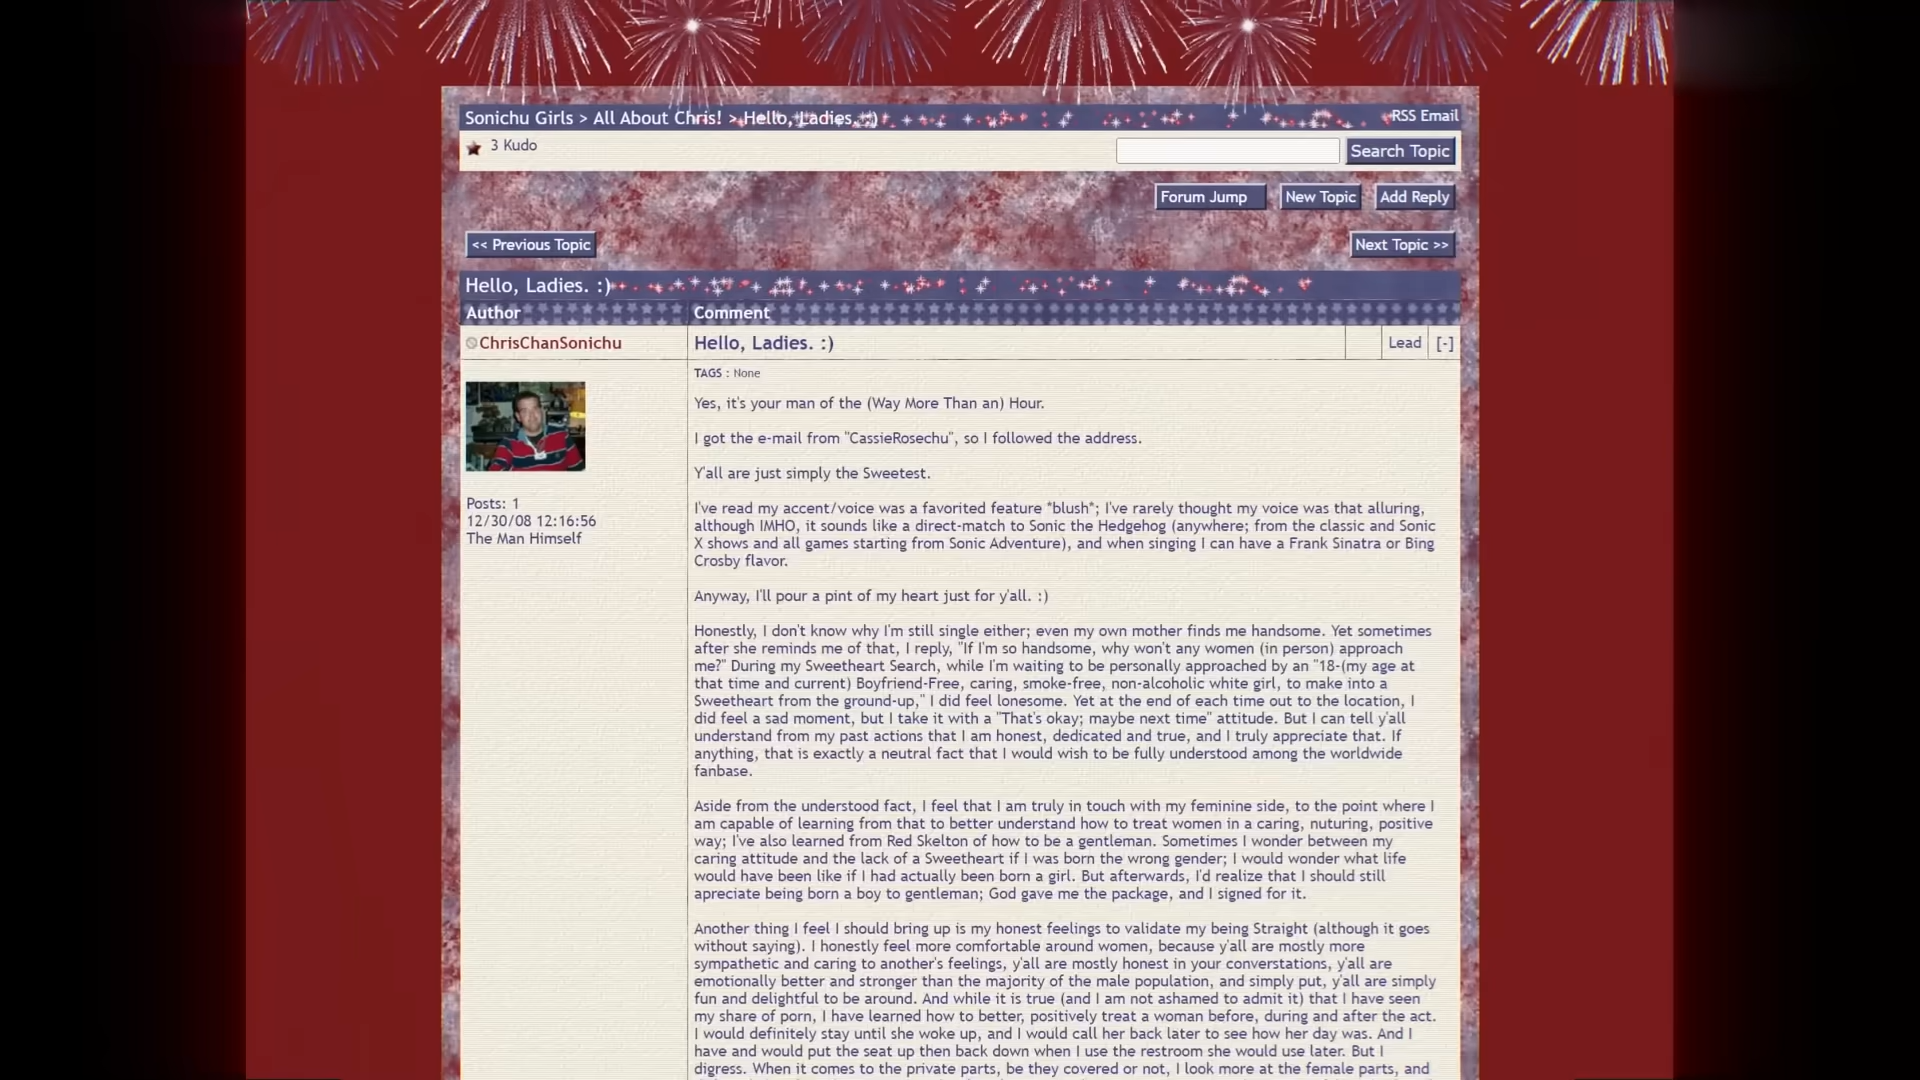 Sonichu Girls > All About Chris! > Hello, Ladies. :)
RSS Email
3 Kudo
Search Topic
Forum Jump
New Topic
Add Reply
<< Previous Topic
Next Topic >>
Hello, Ladies. :)
Author
Comment
ChrisChanSonichu
Hello, Ladies. :)
Lead
[-]
Posts: 1
12/30/08 12:16:56
The Man Himself
TAGS : None
Yes, it's your man of the (Way More Than an) Hour.
I got the e-mail from "CassieRosechu", so I followed the address.
Y'all are just simply the Sweetest.
I've read my accent/voice was a favorited feature *blush*; I've rarely thought my voice was that alluring,
although IMHO, it sounds like a direct-match to Sonic the Hedgehog (anywhere; from the classic and Sonic
X shows and all games starting from Sonic Adventure), and when singing I can have a Frank Sinatra or Bing
Crosby flavor.
Anyway, I'll pour a pint of my heart just for y'all. :)
Honestly, I don't know why I'm still single either; even my own mother finds me handsome. Yet sometimes
after she reminds me of that, I reply, "If I'm so handsome, why won't any women (in person) approach
me?" During my Sweetheart Search, while I'm waiting to be personally approached by an "18-(my age at
that time and current) Boyfriend-Free, caring, smoke-free, non-alcoholic white girl, to make into a
Sweetheart from the ground-up," I did feel lonesome. Yet at the end of each time out to the location, I
did feel a sad moment, but I take it with a "That's okay; maybe next time" attitude. But I can tell y'all
understand from my past actions that I am honest, dedicated and true, and I truly appreciate that. If
anything, that is exactly a neutral fact that I would wish to be fully understood among the worldwide
fanbase.
Aside from the understood fact, I feel that I am truly in touch with my feminine side, to the point where I
am capable of learning from that to better understand how to treat women in a caring, nuturing, positive
way; I've also learned from Red Skelton of how to be a gentleman. Sometimes I wonder between my
caring attitude and the lack of a Sweetheart if I was born the wrong gender; I would wonder what life
would have been like if I had actually been born a girl. But afterwards, I'd realize that I should still
apreciate being born a boy to gentleman; God gave me the package, and I signed for it.
Another thing I feel I should bring up is my honest feelings to validate my being Straight (although it goes
without saying). I honestly feel more comfortable around women, because y'all are mostly more
sympathetic and caring to another's feelings, y'all are mostly honest in your converstations, y'all are
emotionally better and stronger than the majority of the male population, and simply put, y'all are simply
fun and delightful to be around. And while it is true (and I am not ashamed to admit it) that I have seen
my share of porn, I have learned how to better, positively treat a woman before, during and after the act.
I would definitely stay until she woke up, and I would call her back later to see how her day was. And I
have and would put the seat up then back down when I use the restroom she would use later. But I
digress. When it comes to the private parts, be they covered or not, I look more at the female parts, and